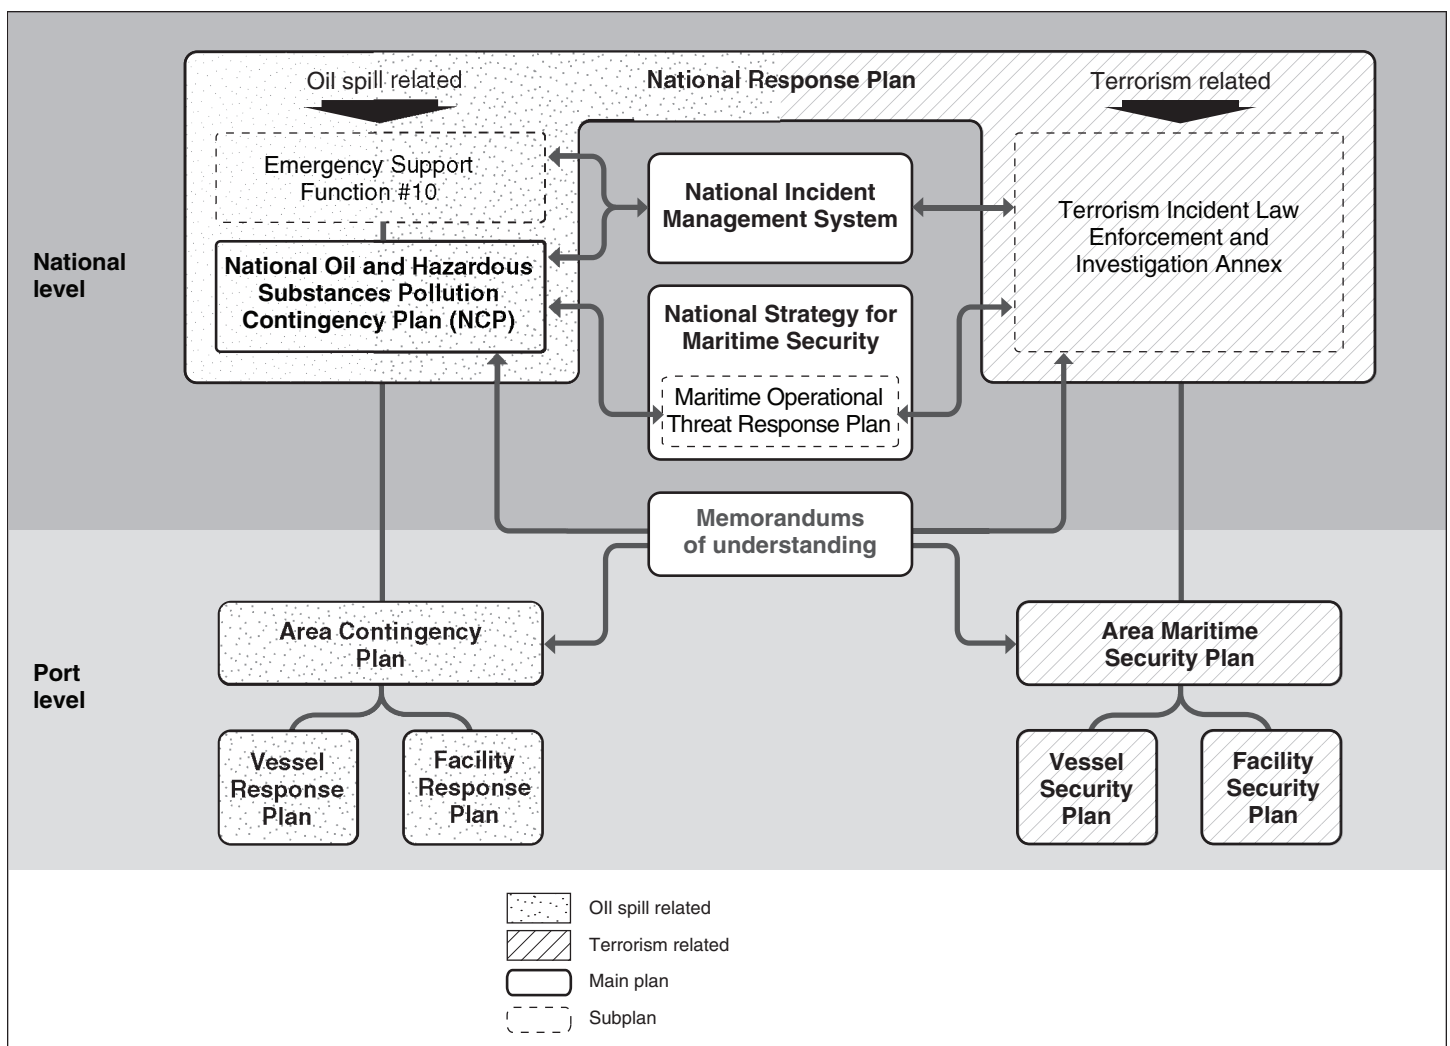 Oil spill related
National Response Plan
Terrorism related
Emergency Support
Function #10
National Incident
Management System
Terrorism Incident Law
Enforcement and
Investigation Annex
National
level
National Oil and Hazardous
Substances Pollution
Contingency Plan (NCP)
National Strategy for
Maritime Security
Maritime Operational
Threat Response Plan
Memorandums
of understanding
Port
level
Area Contingency
Plan
Area Maritime
Security Plan
Vessel
Response
Plan
Facility
Response
Plan
Vessel
Security
Plan
Facility
Security
Plan
OIl spill related
Terrorism related
Main plan
Subplan